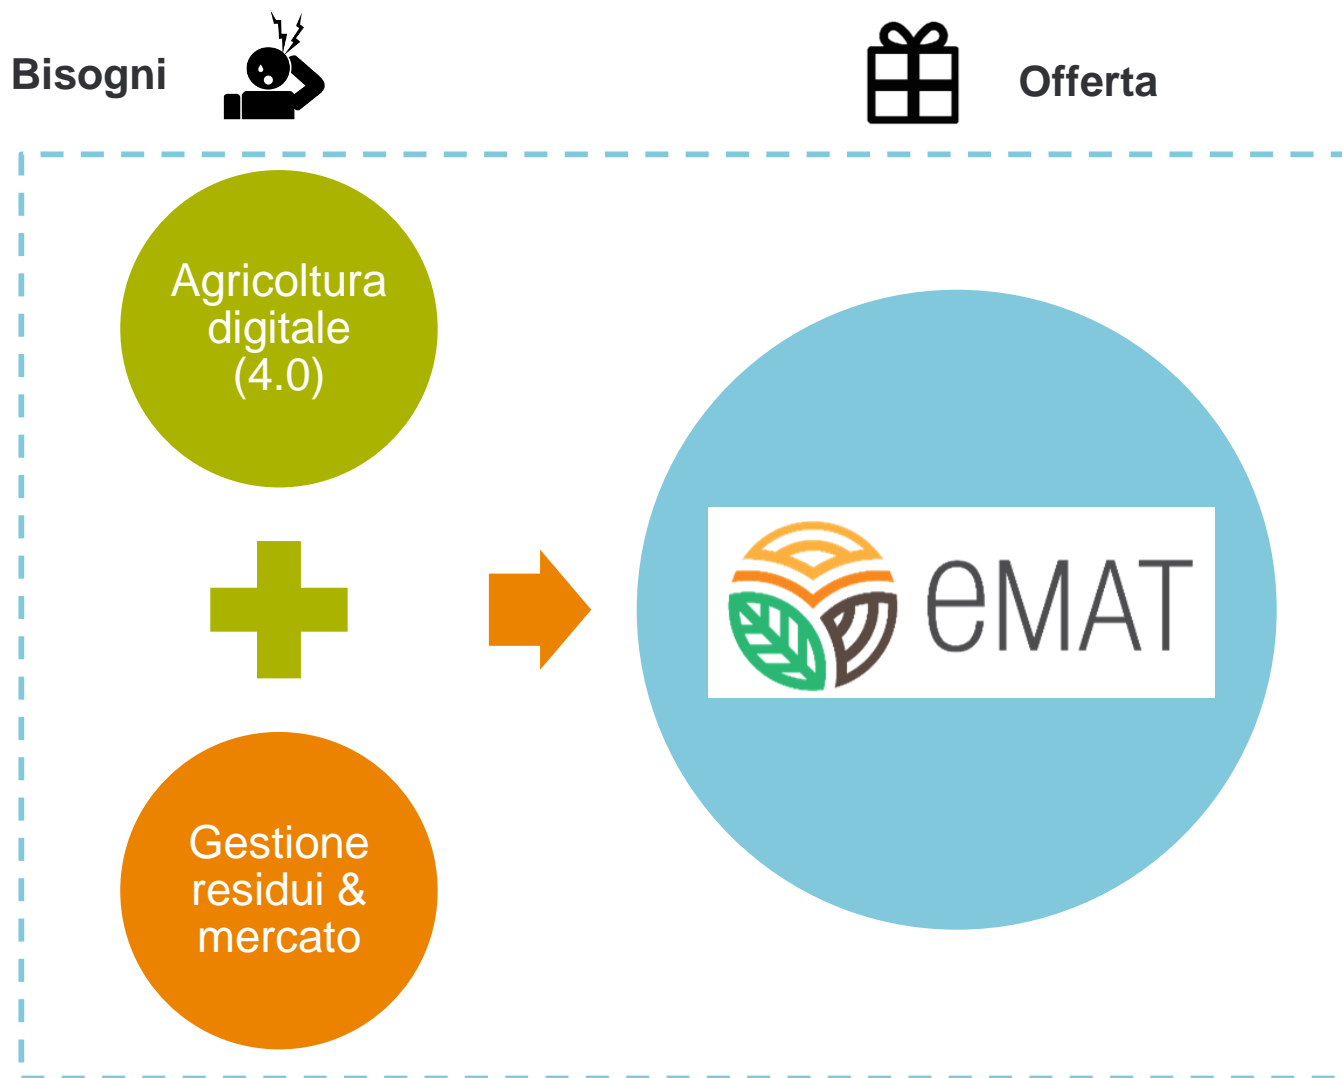 Bisogni
Offerta
Agricoltura
digitale
(4.0)
Gestione
residui &
mercato
eMAT